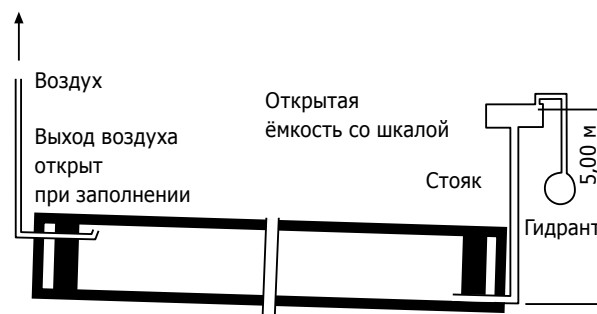 Воздух
Выход воздуха
открыт
при заполнении
Открытая
ёмкость со шкалой
Стояк
5,00 м
Гидрант